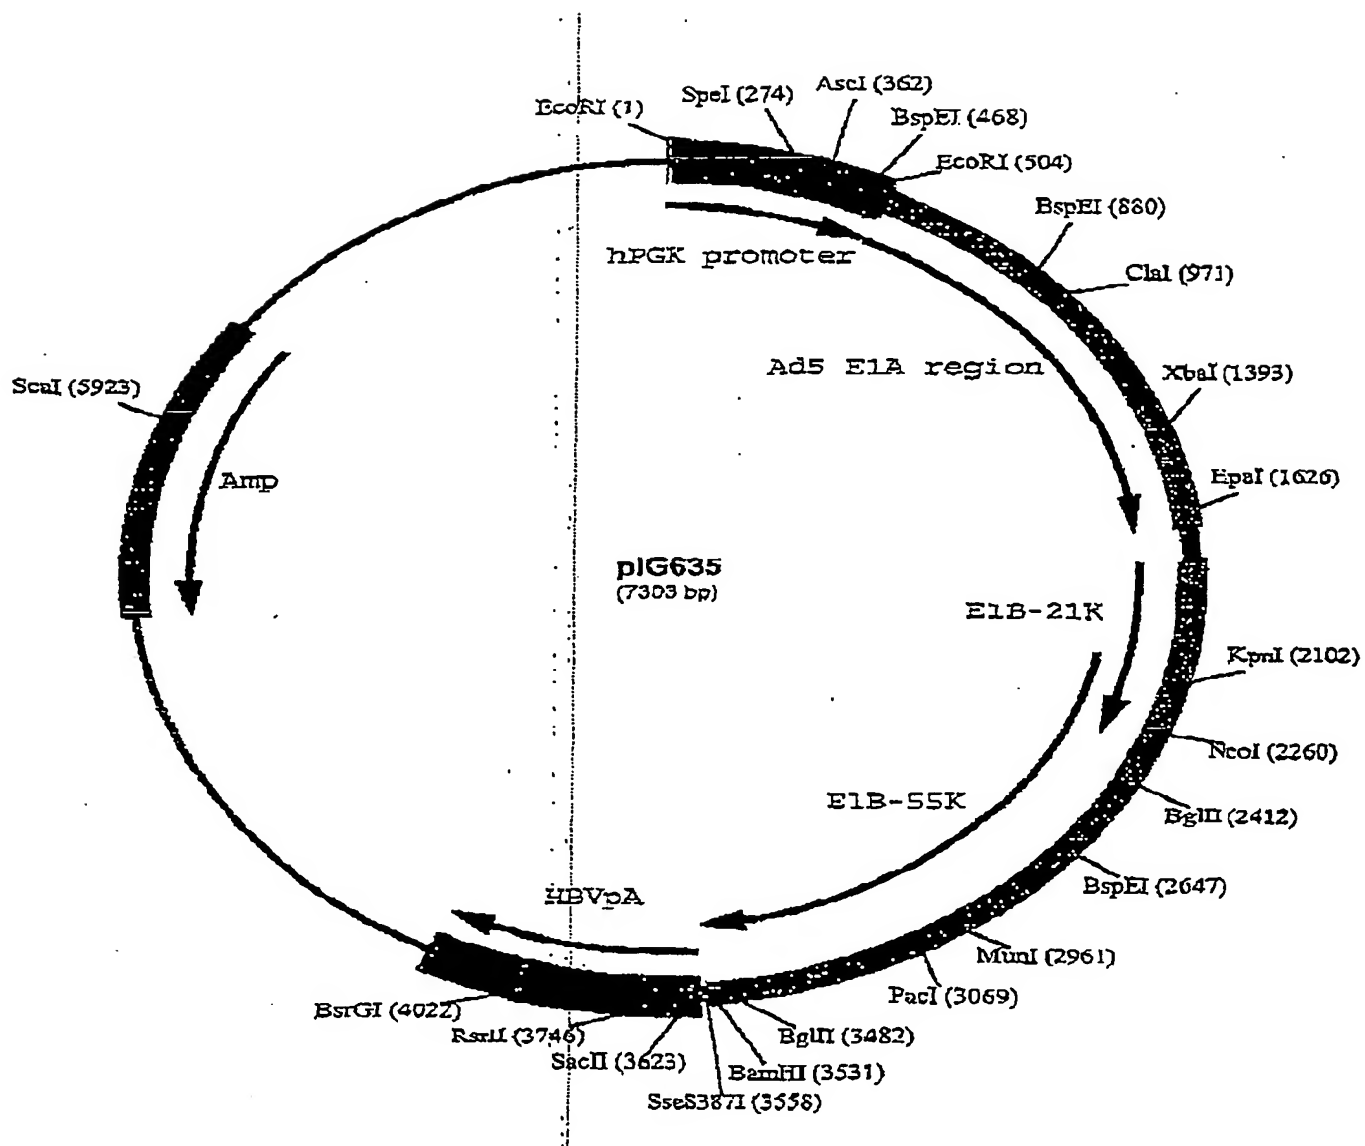 EcoRI (1)
SpeI (274)
AscI (362)
BspEI (468)
EcoRI (504)
BspEI (880)
ClaI (971)
XbaI (1393)
HpaI (1626)
KpnI (2102)
NcoI (2260)
BglII (2412)
BspEI (2647)
MunI (2961)
PacI (3069)
BglII (3482)
BamHI (3531)
Sse8387I (3558)
SacII (3623)
RsrII (3746)
BsrGI (4022)
ScaI (5923)
hPGK promoter
Ad5 E1A region
E1B-21K
E1B-55K
HBVpA
Amp
pIG635
(7303 bp)